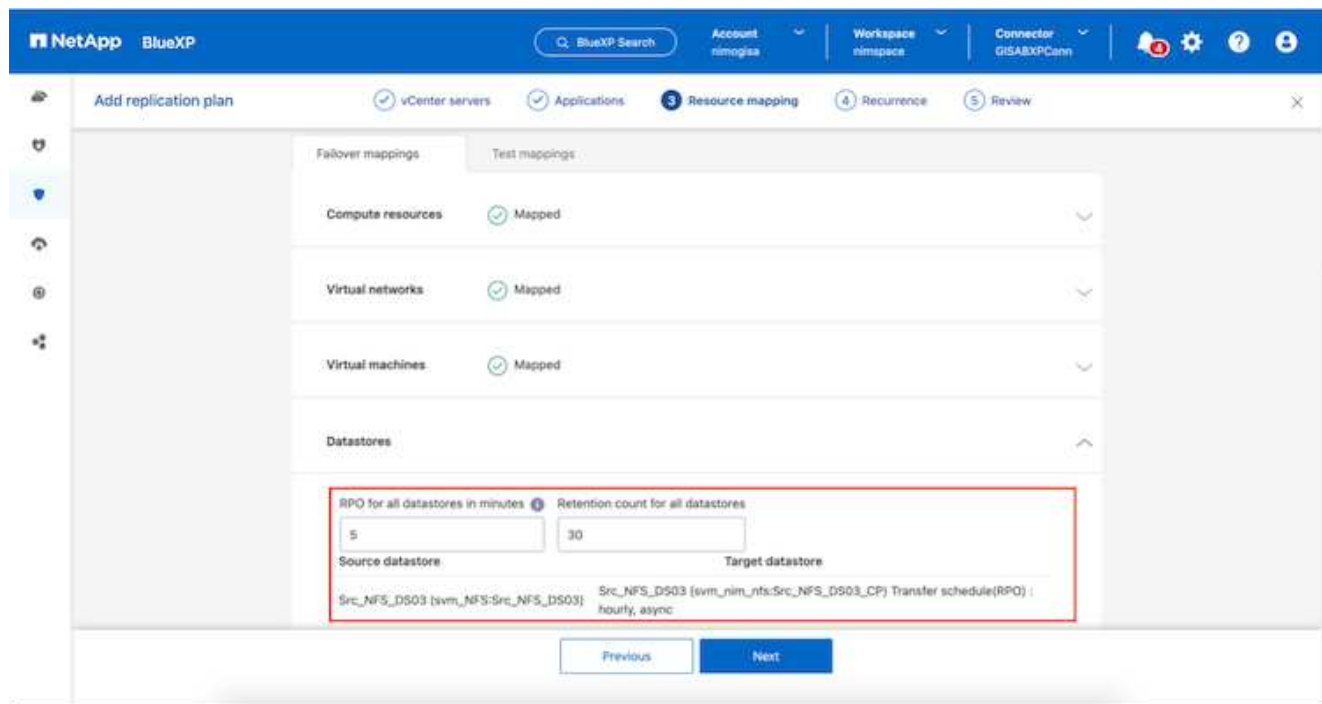 NetApp BlueXP
BlueXP Search
Account
nimogisa
Workspace
nimspace
Connector
GISABXPConn
4
Add replication plan
vCenter servers
Applications
3 Resource mapping
4 Recurrence
5 Review
Failover mappings
Test mappings
Compute resources
Mapped
Virtual networks
Mapped
Virtual machines
Mapped
Datastores
RPO for all datastores in minutes
Retention count for all datastores
5
30
Source datastore
Target datastore
Src_NFS_DS03 (svm_NFS:Src_NFS_DS03)
Src_NFS_DS03 (svm_nim_nfs:Src_NFS_DS03_CP) Transfer schedule(RPO) :
hourly, async
Previous
Next